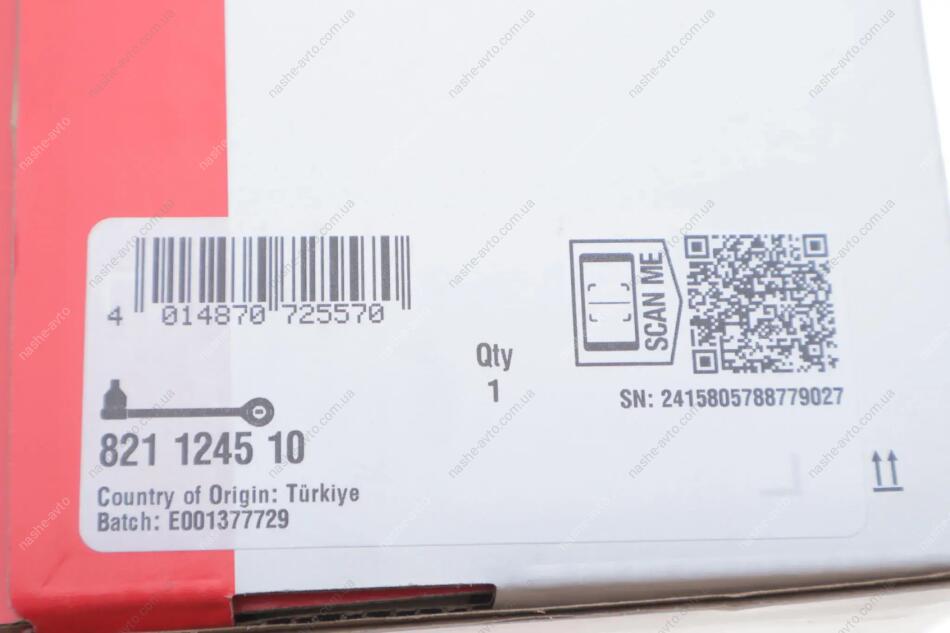 4 014870 725570
Qty
1
SCAN ME
SN: 2415805788779027
821 1245 10
Country of Origin: Türkiye
Batch: E001377729
nashe-avto.com.ua